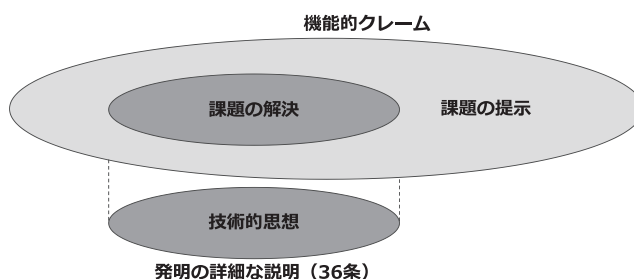 機能的クレーム
課題の解決
課題の提示
技術的思想
発明の詳細な説明（36条）